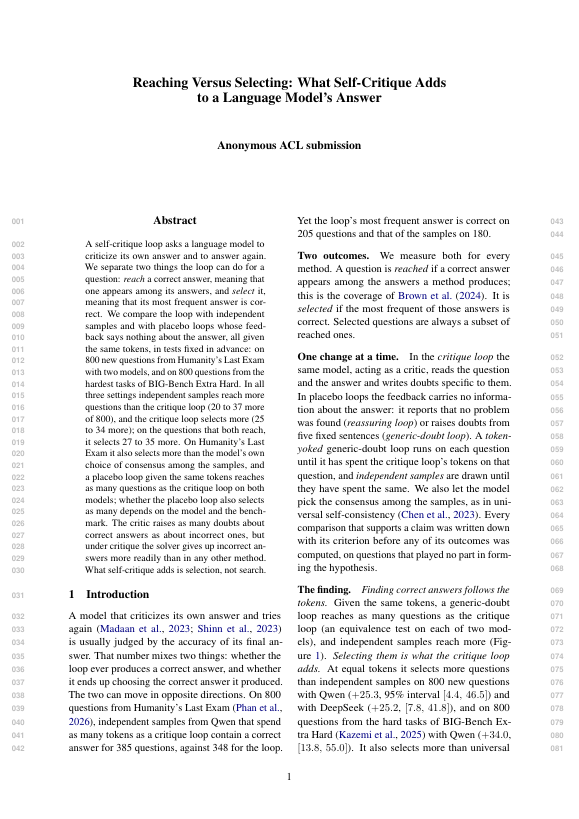 Reaching Versus Selecting: What Self-Critique Adds
to a Language Model's Answer
Anonymous ACL submission
001 Abstract
002 A self-critique loop asks a language model to
003 criticize its own answer and to answer again.
004 We separate two things the loop can do for a
005 question: reach a correct answer, meaning that
006 one appears among its answers, and select it,
007 meaning that its most frequent answer is cor-
008 rect. We compare the loop with independent
009 samples and with placebo loops whose feed-
010 back says nothing about the answer, all given
011 the same tokens, in tests fixed in advance: on
012 800 new questions from Humanity's Last Exam
013 with two models, and on 800 questions from the
014 hardest tasks of BIG-Bench Extra Hard. In all
015 three settings independent samples reach more
016 questions than the critique loop (20 to 37 more
017 of 800), and the critique loop selects more (25
018 to 34 more); on the questions that both reach,
019 it selects 27 to 35 more. On Humanity's Last
020 Exam it also selects more than the model's own
021 choice of consensus among the samples, and
022 a placebo loop given the same tokens reaches
023 as many questions as the critique loop on both
024 models; whether the placebo loop also selects
025 as many depends on the model and the bench-
026 mark. The critic raises as many doubts about
027 correct answers as about incorrect ones, but
028 under critique the solver gives up incorrect an-
029 swers more readily than in any other method.
030 What self-critique adds is selection, not search.
031 1 Introduction
032 A model that criticizes its own answer and tries
033 again (Madaan et al., 2023; Shinn et al., 2023)
034 is usually judged by the accuracy of its final an-
035 swer. That number mixes two things: whether the
036 loop ever produces a correct answer, and whether
037 it ends up choosing the correct answer it produced.
038 The two can move in opposite directions. On 800
039 questions from Humanity's Last Exam (Phan et al.,
040 2026), independent samples from Qwen that spend
041 as many tokens as a critique loop contain a correct
042 answer for 385 questions, against 348 for the loop.
Yet the loop's most frequent answer is correct on 043
205 questions and that of the samples on 180. 044
Two outcomes. We measure both for every 045
method. A question is reached if a correct answer 046
appears among the answers a method produces; 047
this is the coverage of Brown et al. (2024). It is 048
selected if the most frequent of those answers is 049
correct. Selected questions are always a subset of 050
reached ones. 051
One change at a time. In the critique loop the 052
same model, acting as a critic, reads the question 053
and the answer and writes doubts specific to them. 054
In placebo loops the feedback carries no informa- 055
tion about the answer: it reports that no problem 056
was found (reassuring loop) or raises doubts from 057
five fixed sentences (generic-doubt loop). A token- 058
yoked generic-doubt loop runs on each question 059
until it has spent the critique loop's tokens on that 060
question, and independent samples are drawn until 061
they have spent the same. We also let the model 062
pick the consensus among the samples, as in uni- 063
versal self-consistency (Chen et al., 2023). Every 064
comparison that supports a claim was written down 065
with its criterion before any of its outcomes was 066
computed, on questions that played no part in form- 067
ing the hypothesis. 068
The finding. Finding correct answers follows the 069
tokens. Given the same tokens, a generic-doubt 070
loop reaches as many questions as the critique 071
loop (an equivalence test on each of two mod- 072
els), and independent samples reach more (Fig- 073
ure 1). Selecting them is what the critique loop 074
adds. At equal tokens it selects more questions 075
than independent samples on 800 new questions 076
with Qwen (+25.3, 95% interval [4.4, 46.5]) and 077
with DeepSeek (+25.2, [7.8, 41.8]), and on 800 078
questions from the hard tasks of BIG-Bench Ex- 079
tra Hard (Kazemi et al., 2025) with Qwen (+34.0, 080
[13.8, 55.0]). It also selects more than universal 081
1